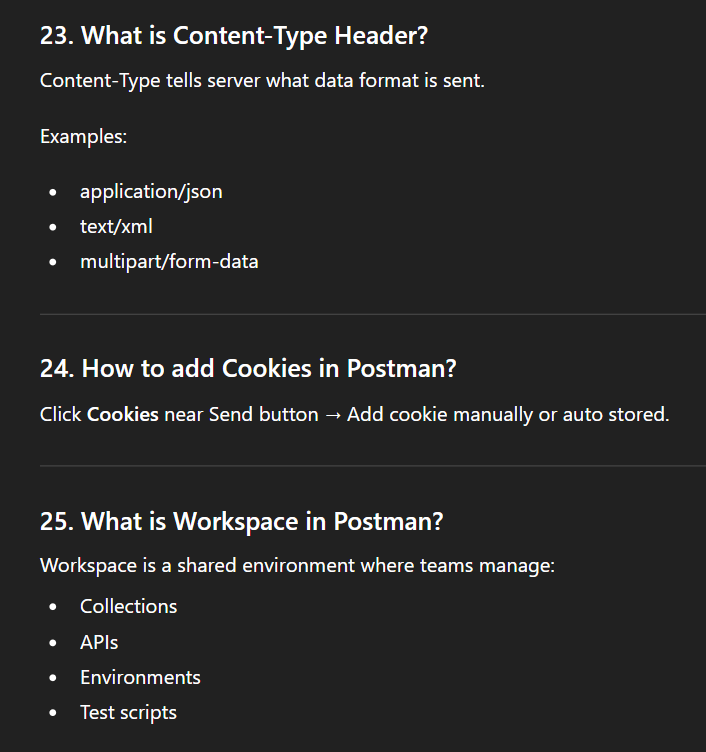 23. What is Content-Type Header?
Content-Type tells server what data format is sent.
Examples:
• application/json
• text/xml
• multipart/form-data
24. How to add Cookies in Postman?
Click Cookies near Send button → Add cookie manually or auto stored.
25. What is Workspace in Postman?
Workspace is a shared environment where teams manage:
• Collections
• APIs
• Environments
• Test scripts